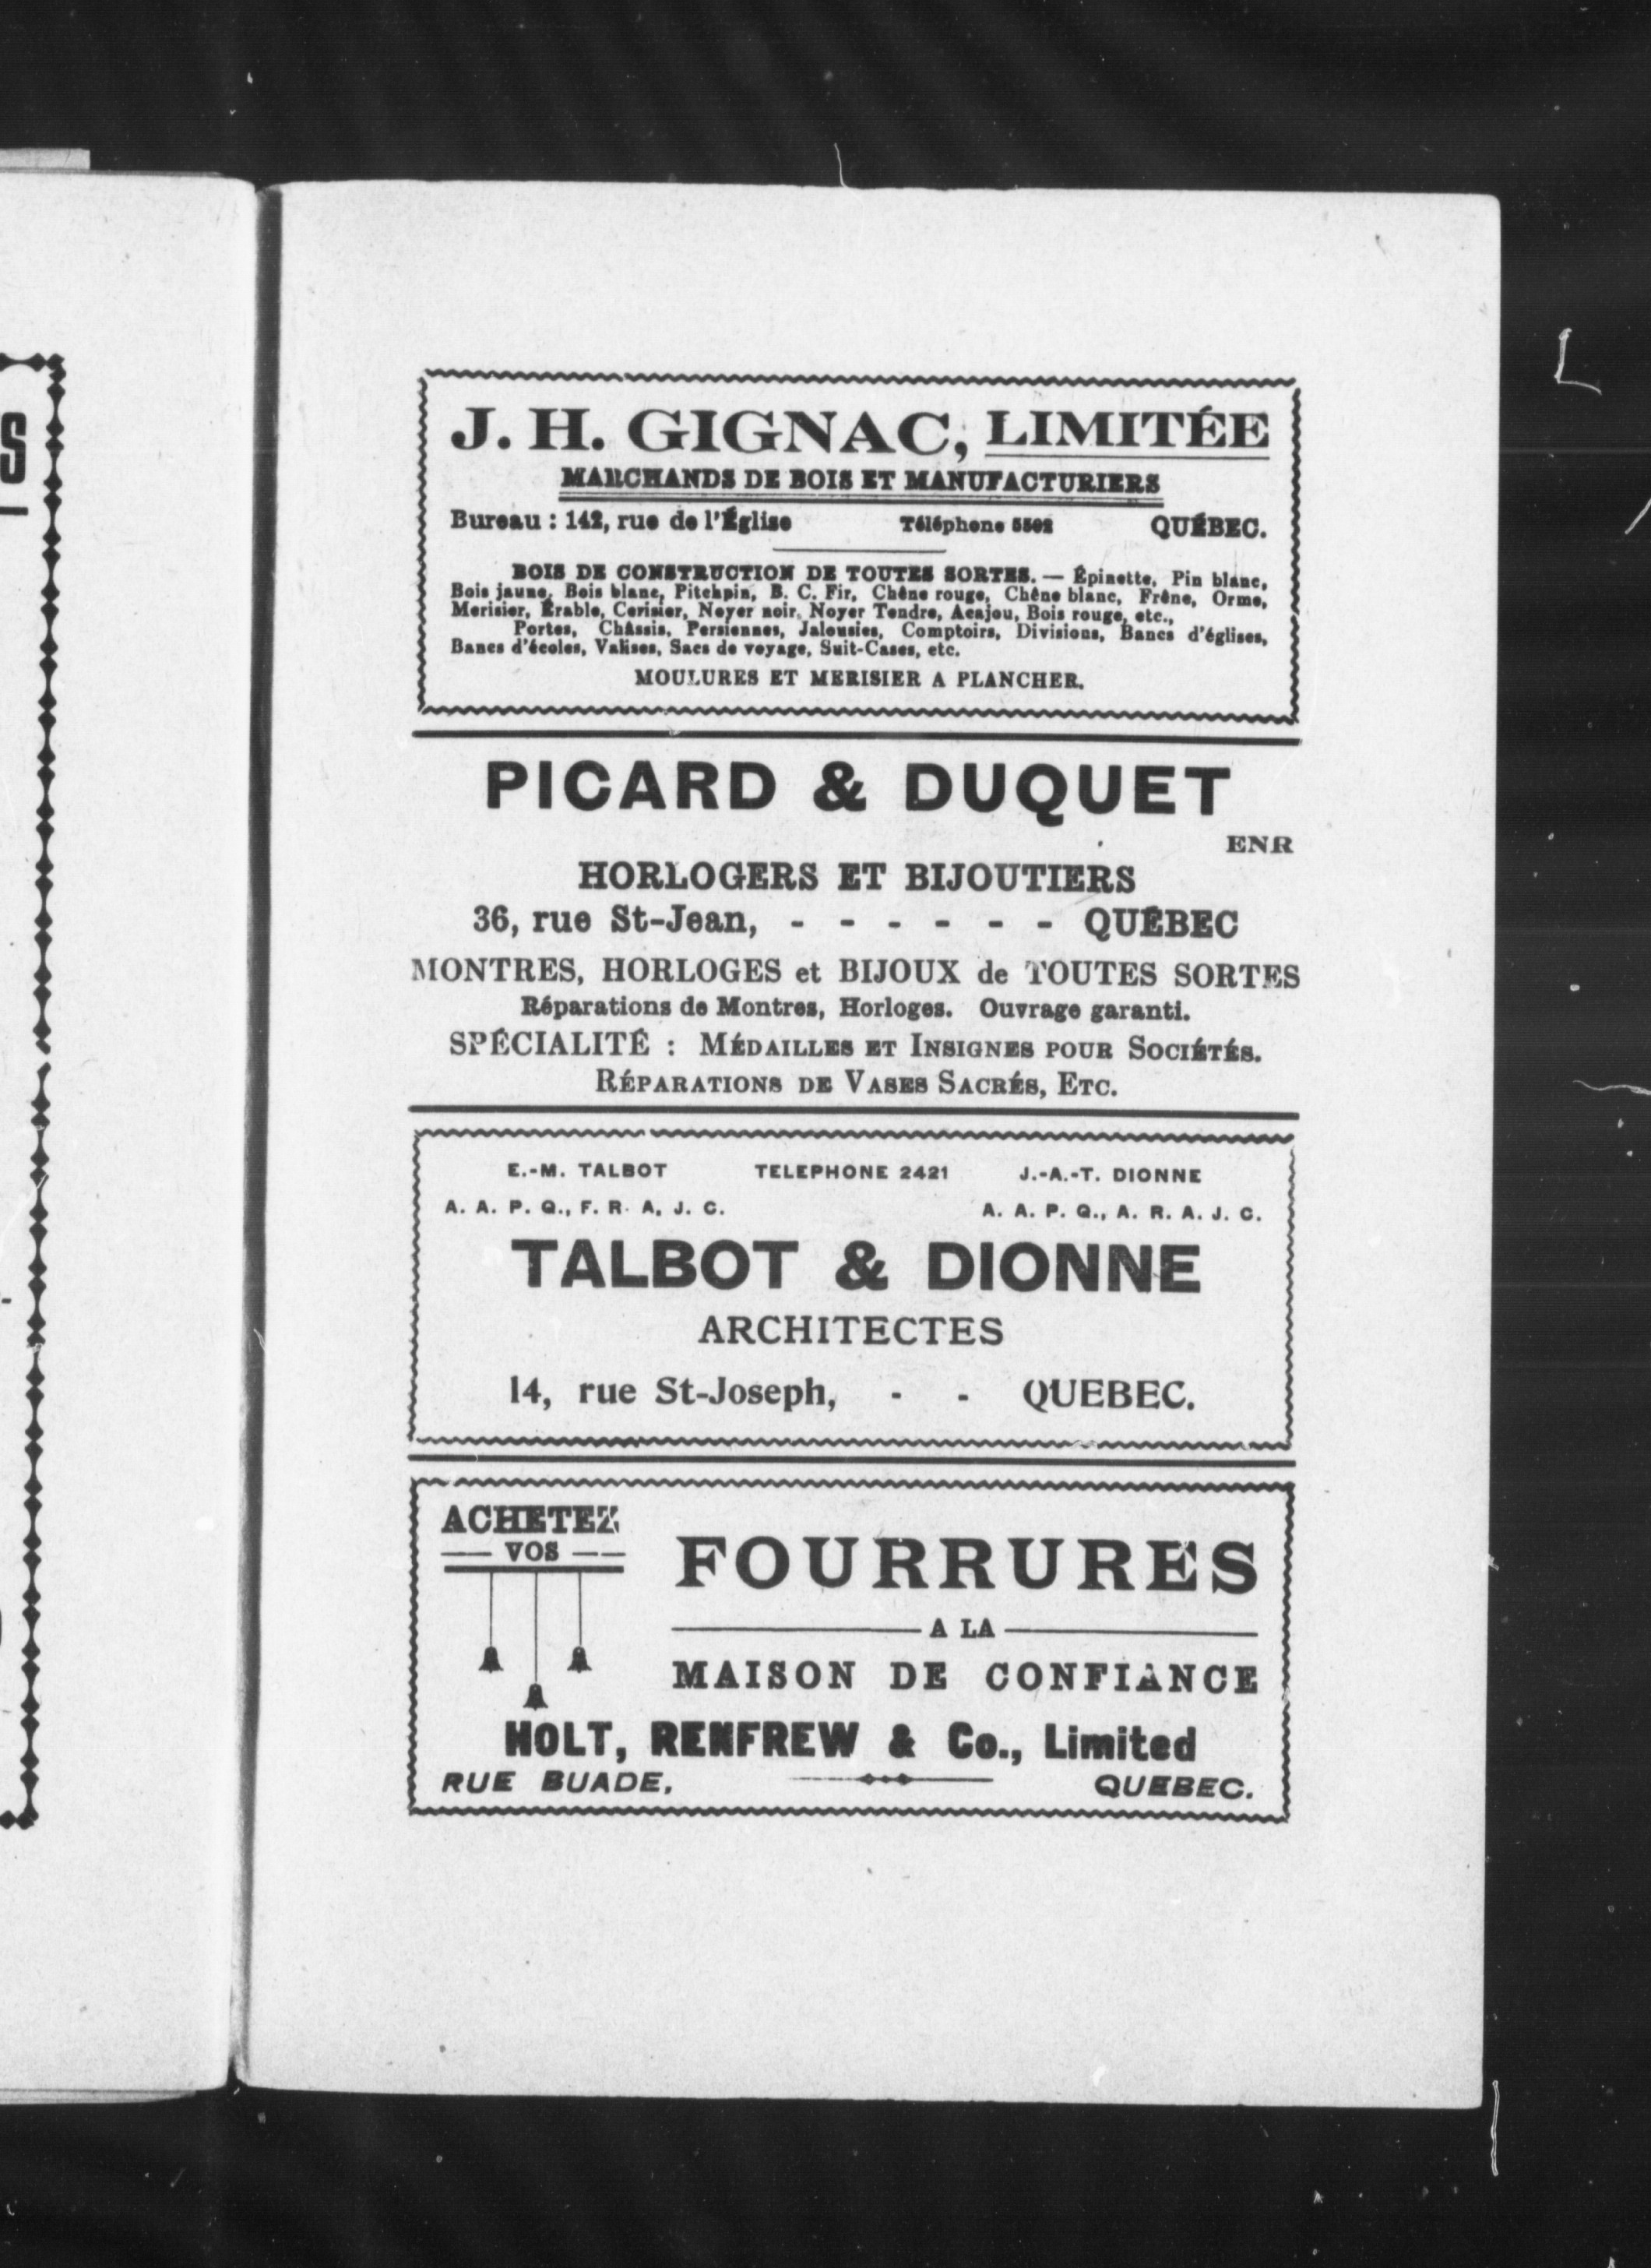 J. H. GIGNAC, LIMITÉE
MARCHANDS DE BOIS ET MANUFACTURIERS
Bureau : 142, rue de l'Église Téléphone 5502 QUÉBEC.
BOIS DE CONSTRUCTION DE TOUTES SORTES. — Épinette, Pin blanc,
Bois jaune, Bois blanc, Pitchpin, B. C. Fir, Chêne rouge, Chêne blanc, Frêne, Orme,
Merisier, Érable, Cerisier, Noyer noir, Noyer Tendre, Acajou, Bois rouge, etc.,
Portes, Châssis, Persiennes, Jalousies, Comptoirs, Divisions, Bancs d'églises,
Bancs d'écoles, Valises, Sacs de voyage, Suit-Cases, etc.
MOULURES ET MERISIER A PLANCHER.
PICARD & DUQUET
ENR
HORLOGERS ET BIJOUTIERS
36, rue St-Jean, - - - - - - QUÉBEC
MONTRES, HORLOGES et BIJOUX de TOUTES SORTES
Réparations de Montres, Horloges. Ouvrage garanti.
SPÉCIALITÉ : MÉDAILLES ET INSIGNES POUR SOCIÉTÉS.
RÉPARATIONS DE VASES SACRÉS, ETC.
E.-M. TALBOT TELEPHONE 2421 J.-A.-T. DIONNE
A. A. P. Q., F. R. A, J. C. A. A. P. Q., A. R. A. J. C.
TALBOT & DIONNE
ARCHITECTES
14, rue St-Joseph, - - QUEBEC.
ACHETEZ
VOS
FOURRURES
A LA
MAISON DE CONFIANCE
HOLT, RENFREW & Co., Limited
RUE BUADE, QUEBEC.